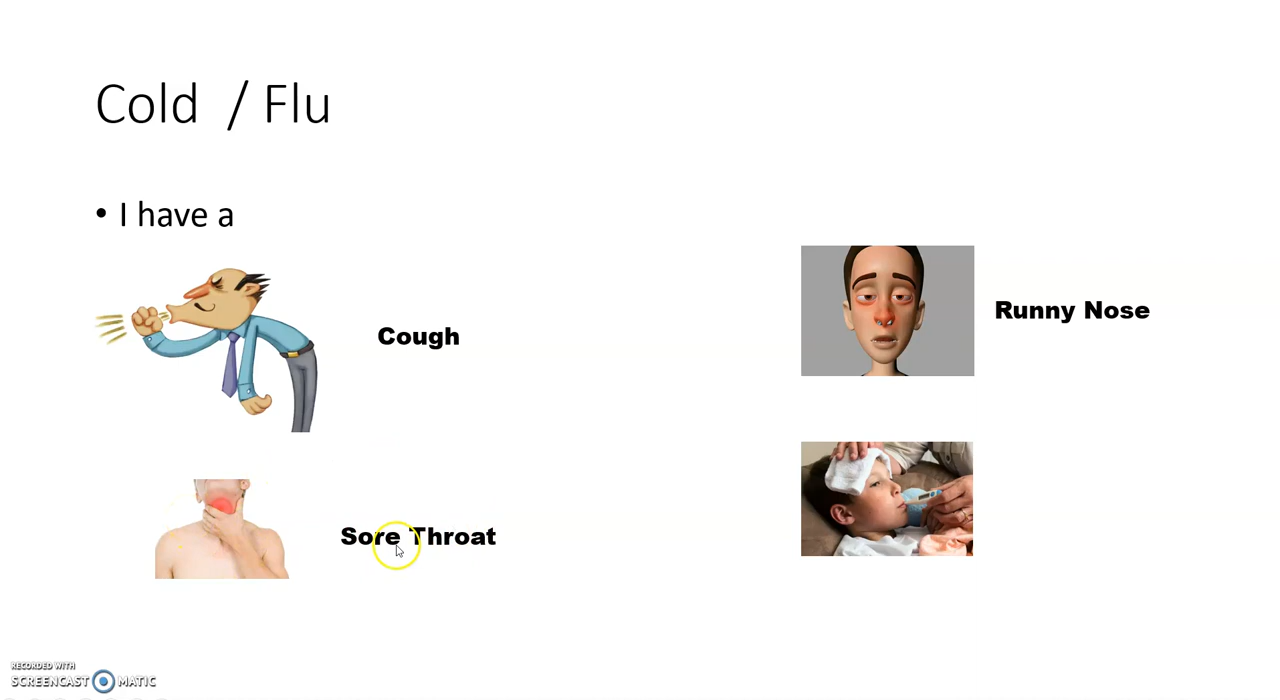 Cold / Flu
• I have a
Cough
Runny Nose
Sore Throat
RECORDED WITH
SCREENCAST MATIC